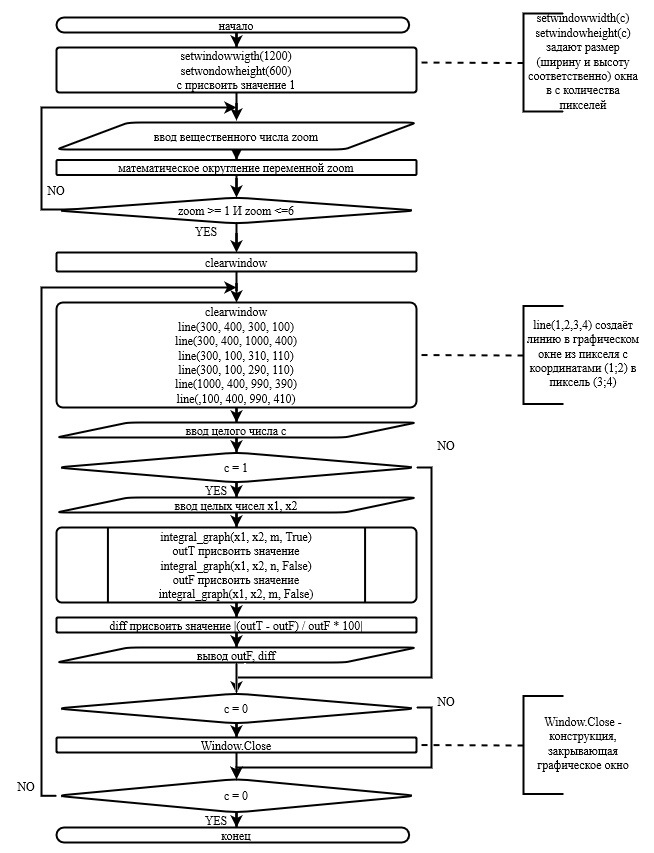 начало
setwindowwigth(1200)
setwondowheight(600)
с присвоить значение 1
setwindowwidth(c)
setwindowheight(c)
задают размер
(ширину и высоту
соответственно) окна
в с количества
пикселей
ввод вещественного числа zoom
математическое округление переменной zoom
NO
zoom >= 1 И zoom <=6
YES
clearwindow
clearwindow
line(300, 400, 300, 100)
line(300, 400, 1000, 400)
line(300, 100, 310, 110)
line(300, 100, 290, 110)
line(1000, 400, 990, 390)
line(,100, 400, 990, 410)
line(1,2,3,4) создаёт
линию в графическом
окне из пикселя с
координатами (1;2) в
пиксель (3;4)
ввод целого числа с
NO
c = 1
YES
ввод целых чисел x1, x2
integral_graph(x1, x2, m, True)
outT присвоить значение
integral_graph(x1, x2, n, False)
outF присвоить значение
integral_graph(x1, x2, m, False)
diff присвоить значение |(outT - outF) / outF * 100|
вывод outF, diff
NO
c = 0
Window.Close
Window.Close -
конструкция,
закрывающая
графическое окно
NO
c = 0
YES
конец